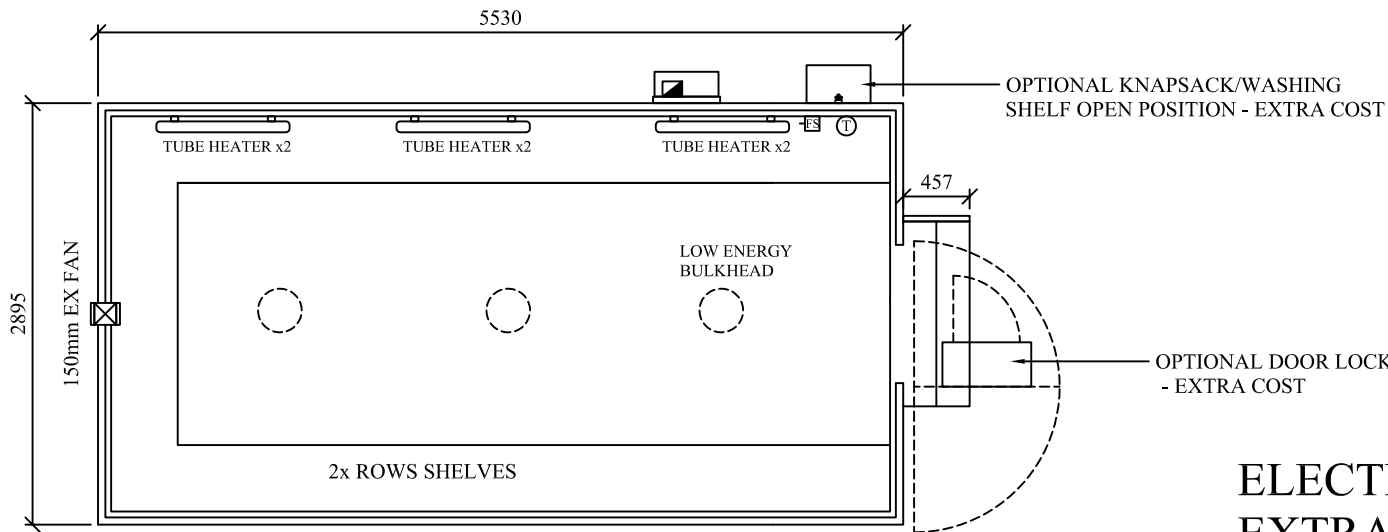 5530
OPTIONAL KNAPSACK/WASHING
SHELF OPEN POSITION - EXTRA COST
FS
T
TUBE HEATER x2
TUBE HEATER x2
TUBE HEATER x2
457
LOW ENERGY
BULKHEAD
2895
150mm EX FAN
OPTIONAL DOOR LOCK
- EXTRA COST
2x ROWS SHELVES